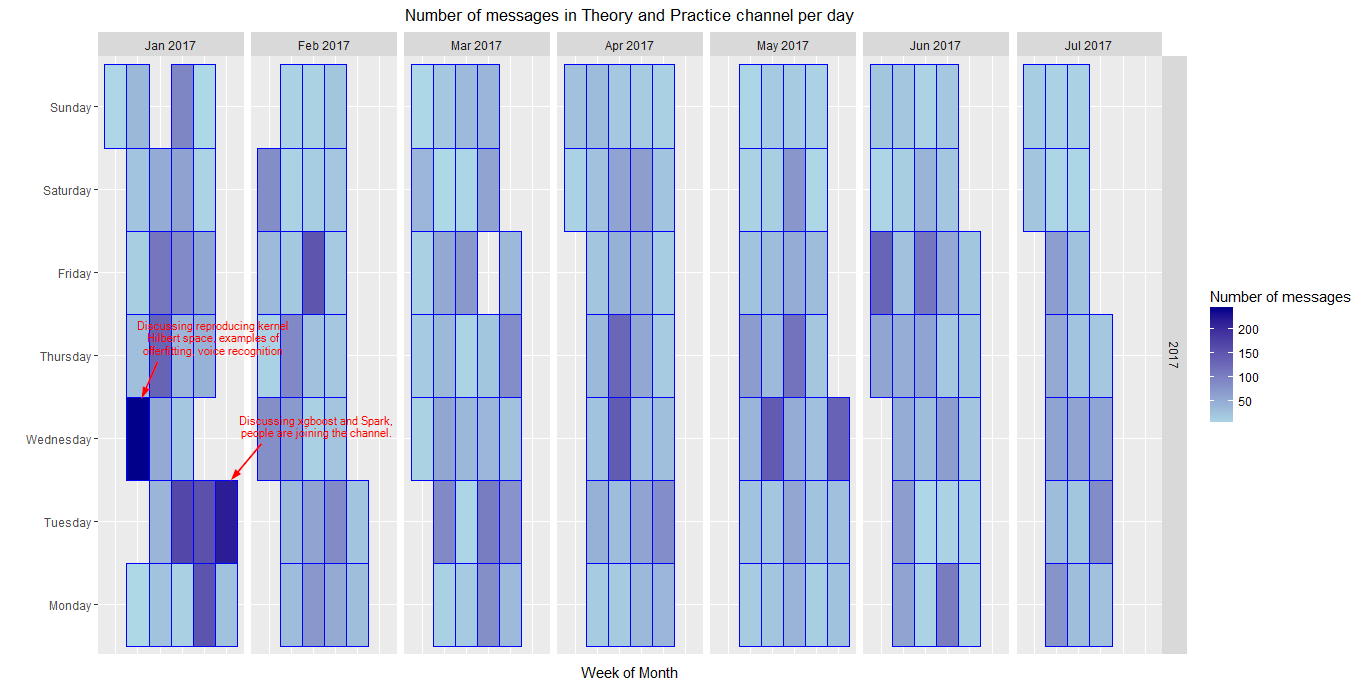 Number of messages in Theory and Practice channel per day
Jan 2017
Feb 2017
Mar 2017
Apr 2017
May 2017
Jun 2017
Jul 2017
Sunday
Saturday
Friday
Thursday
Wednesday
Tuesday
Monday
Discussing reproducing kernel
Hilbert space, examples of
offerfitting voice recognition
Discussing xgboost and Spark,
people are joining the channel.
2017
Number of messages
200
150
100
50
Week of Month